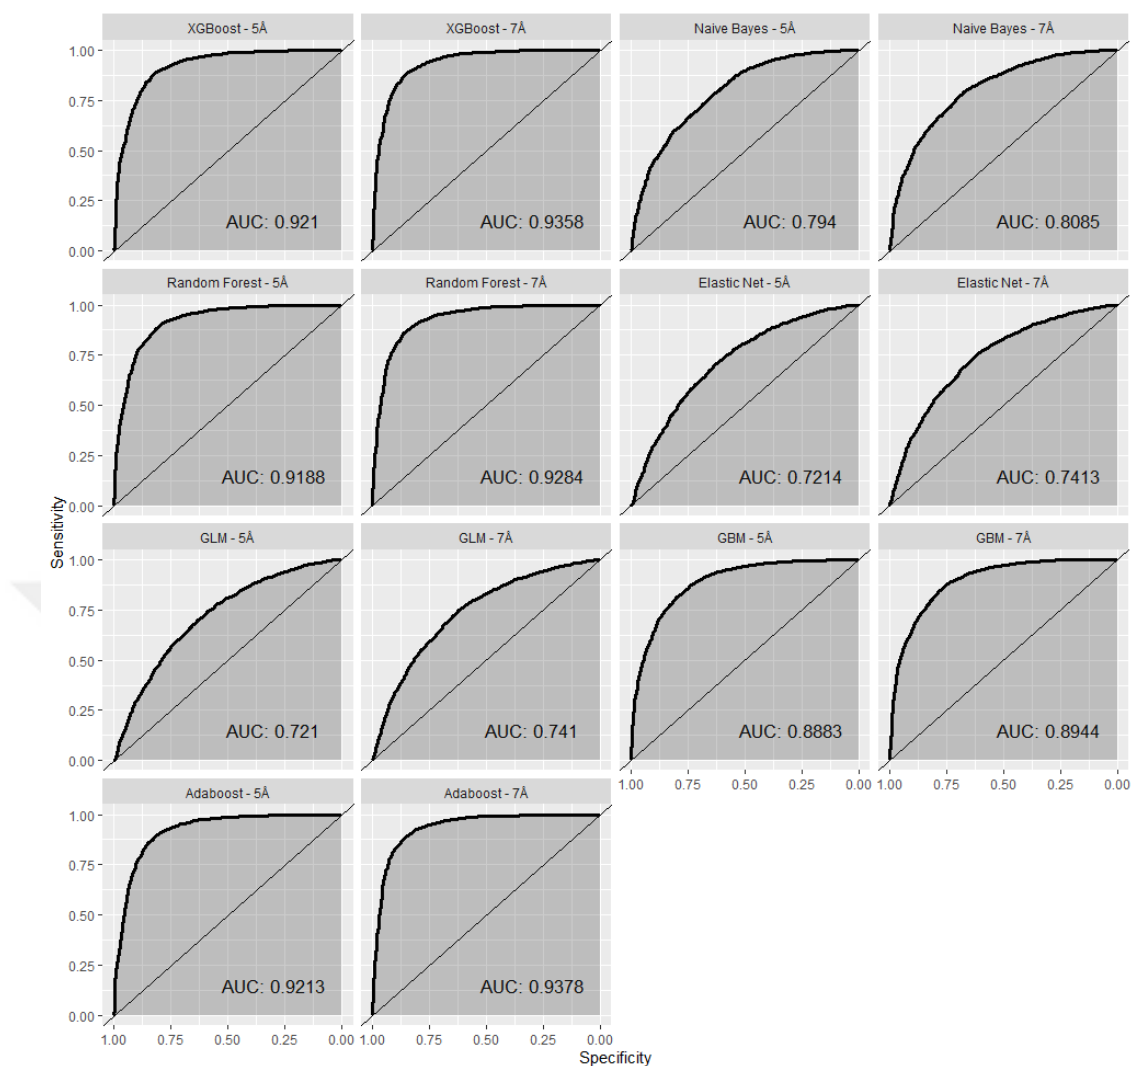 XGBoost - 5Å
XGBoost - 7Å
Naive Bayes - 5Å
Naive Bayes - 7Å
1.00
0.75
0.50
0.25
0.00
AUC: 0.921
AUC: 0.9358
AUC: 0.794
AUC: 0.8085
Random Forest - 5Å
Random Forest - 7Å
Elastic Net - 5Å
Elastic Net - 7Å
1.00
0.75
0.50
0.25
0.00
AUC: 0.9188
AUC: 0.9284
AUC: 0.7214
AUC: 0.7413
Sensitivity
GLM - 5Å
GLM - 7Å
GBM - 5Å
GBM - 7Å
1.00
0.75
0.50
0.25
0.00
AUC: 0.721
AUC: 0.741
AUC: 0.8883
AUC: 0.8944
1.00 0.75 0.50 0.25 0.00
1.00 0.75 0.50 0.25 0.00
Adaboost - 5Å
Adaboost - 7Å
1.00
0.75
0.50
0.25
0.00
AUC: 0.9213
AUC: 0.9378
1.00 0.75 0.50 0.25 0.00
1.00 0.75 0.50 0.25 0.00
Specificity